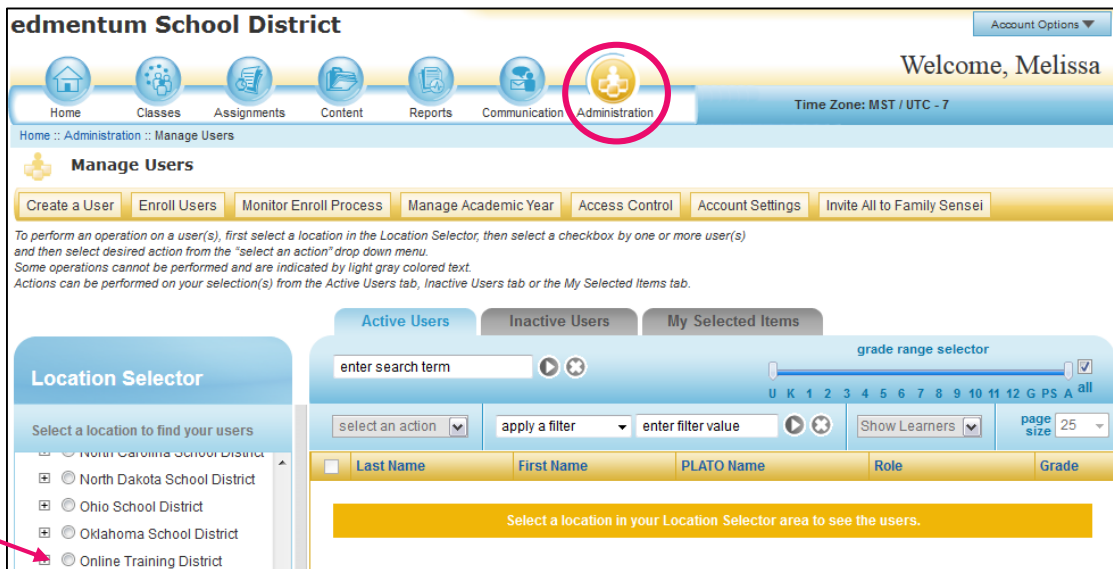 edmentum School District
Account Options
Welcome, Melissa
Home Classes Assignments Content Reports Communication Administration
Time Zone: MST / UTC - 7
Home :: Administration :: Manage Users
Manage Users
Create a User Enroll Users Monitor Enroll Process Manage Academic Year Access Control Account Settings Invite All to Family Sensei
To perform an operation on a user(s), first select a location in the Location Selector, then select a checkbox by one or more user(s)
and then select desired action from the "select an action" drop down menu.
Some operations cannot be performed and are indicated by light gray colored text.
Actions can be performed on your selection(s) from the Active Users tab, Inactive Users tab or the My Selected Items tab.
Active Users Inactive Users My Selected Items
Location Selector
enter search term
grade range selector
U K 1 2 3 4 5 6 7 8 9 10 11 12 G PS A all
Select a location to find your users
select an action apply a filter enter filter value Show Learners page size 25
Last Name First Name PLATO Name Role Grade
North Carolina School District
North Dakota School District
Ohio School District
Select a location in your Location Selector area to see the users.
Oklahoma School District
Online Training District